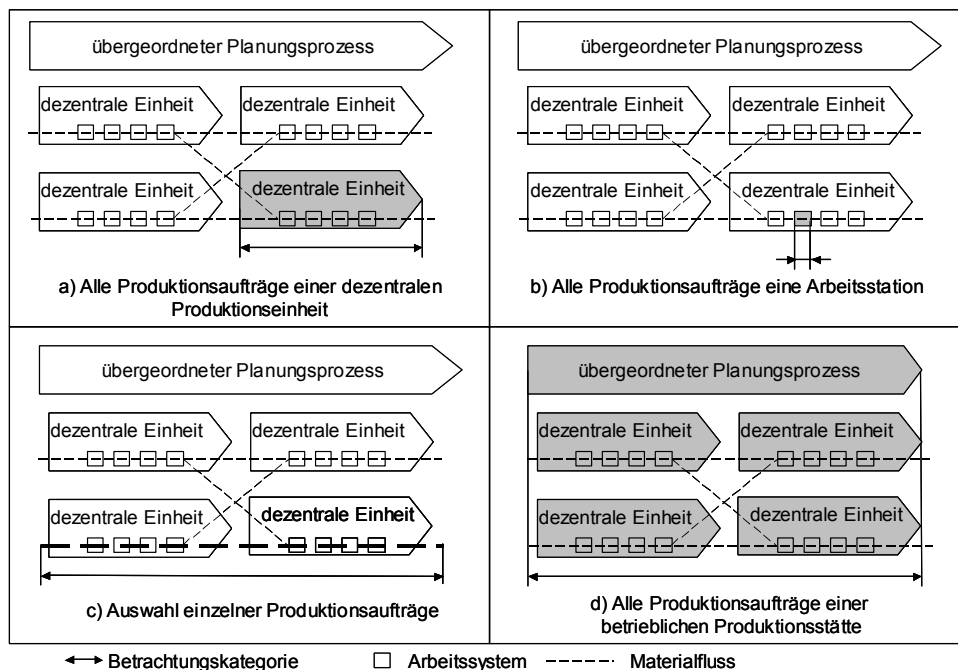 übergeordneter Planungsprozess
dezentrale Einheit
dezentrale Einheit
dezentrale Einheit
dezentrale Einheit
a) Alle Produktionsaufträge einer dezentralen
Produktionseinheit
übergeordneter Planungsprozess
dezentrale Einheit
dezentrale Einheit
dezentrale Einheit
dezentrale Einheit
b) Alle Produktionsaufträge eine Arbeitsstation
übergeordneter Planungsprozess
dezentrale Einheit
dezentrale Einheit
dezentrale Einheit
dezentrale Einheit
c) Auswahl einzelner Produktionsaufträge
übergeordneter Planungsprozess
dezentrale Einheit
dezentrale Einheit
dezentrale Einheit
dezentrale Einheit
d) Alle Produktionsaufträge einer
betrieblichen Produktionsstätte
Betrachtungskategorie
Arbeitssystem
Materialfluss